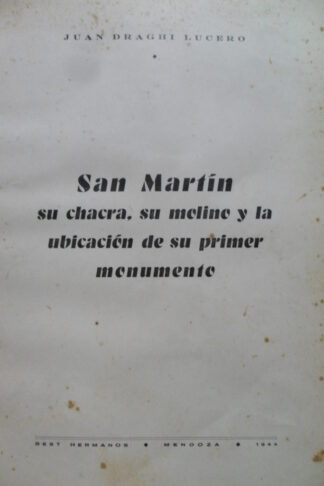 JUAN DRAGHI LUCERO
San Martín
su chacra, su molino y la
ubicación de su primer
monumento
BEST HERMANOS ♦ MENDOZA ♦ 1944